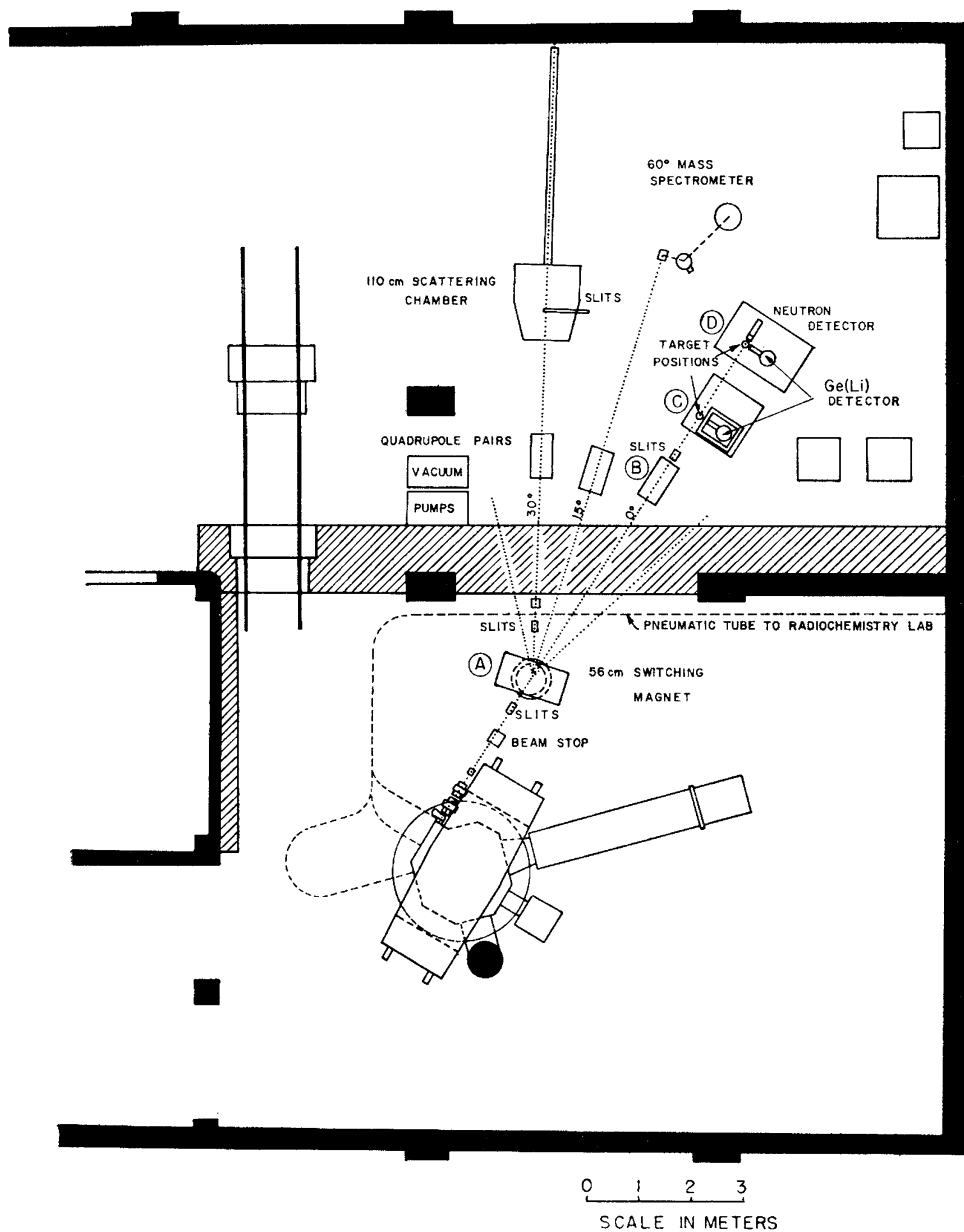 60° MASS
SPECTROMETER
110 cm SCATTERING
CHAMBER
SLITS
D
NEUTRON
DETECTOR
TARGET
POSITIONS
Ge(Li)
DETECTOR
C
QUADRUPOLE PAIRS
SLITS
B
VACUUM
PUMPS
30°
15°
0°
SLITS
PNEUMATIC TUBE TO RADIOCHEMISTRY LAB
A
56 cm SWITCHING
MAGNET
SLITS
BEAM STOP
0 1 2 3
SCALE IN METERS